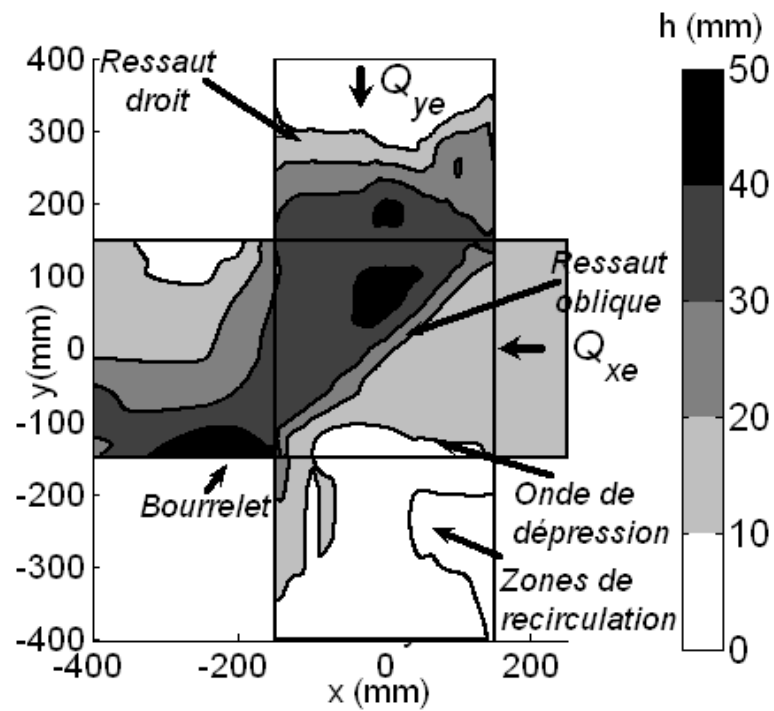 h (mm)
400
300
200
100
0
-100
-200
-300
-400
y(mm)
-400
-200
0
200
x (mm)
Ressaut
droit
Q ye
Ressaut
oblique
Q xe
Bourrelet
Onde de
dépression
Zones de
recirculation
50
40
30
20
10
0